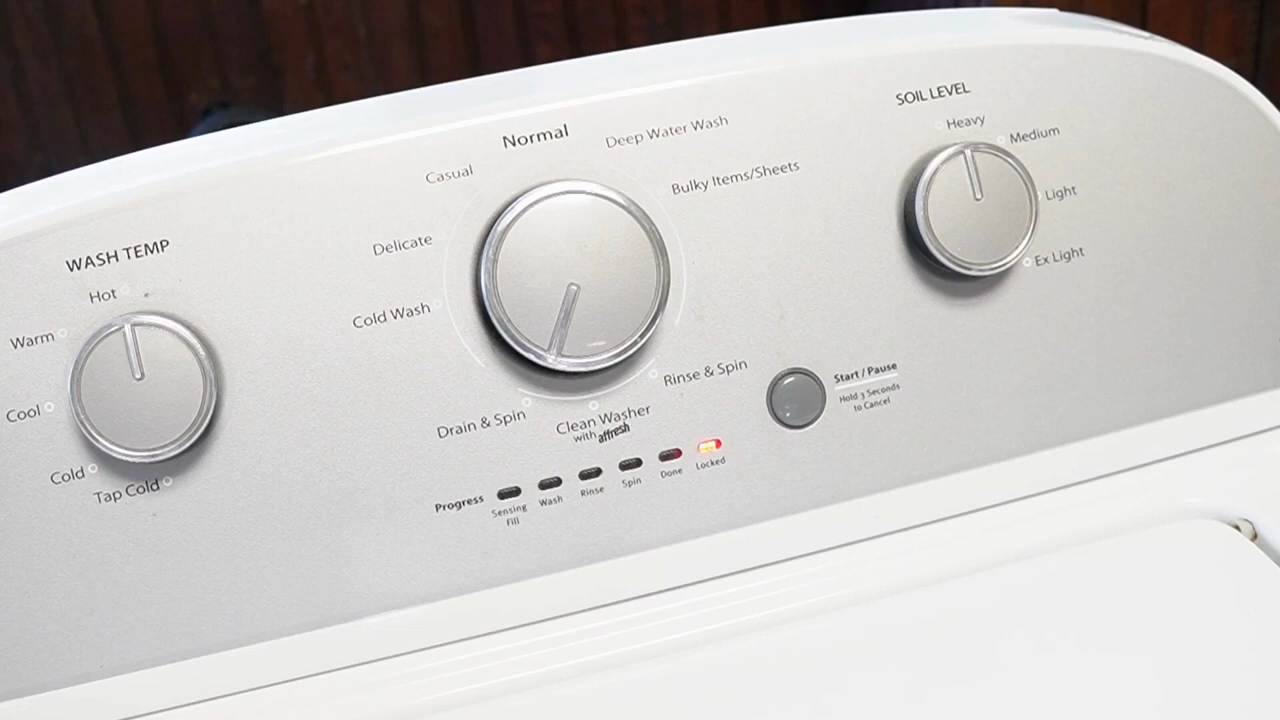 WASH TEMP
Hot
Warm
Cool
Cold
Tap Cold
Normal
Casual
Delicate
Cold Wash
Deep Water Wash
Bulky Items/Sheets
Rinse & Spin
Drain & Spin
Clean Washer
with affresh
Progress
Sensing
Fill
Wash
Rinse
Spin
Done
Locked
Start / Pause
Hold 3 Seconds
to Cancel
SOIL LEVEL
Heavy
Medium
Light
Ex Light